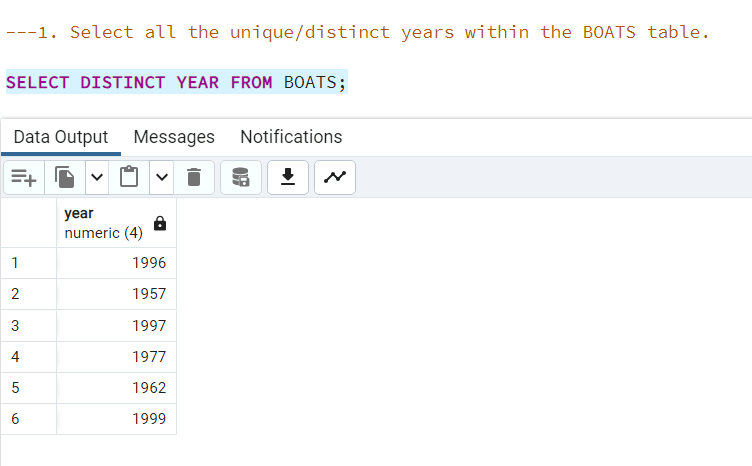 ---1. Select all the unique/distinct years within the BOATS table.
SELECT DISTINCT YEAR FROM BOATS;
Data Output Messages Notifications
year
numeric (4)
1 1996
2 1957
3 1997
4 1977
5 1962
6 1999